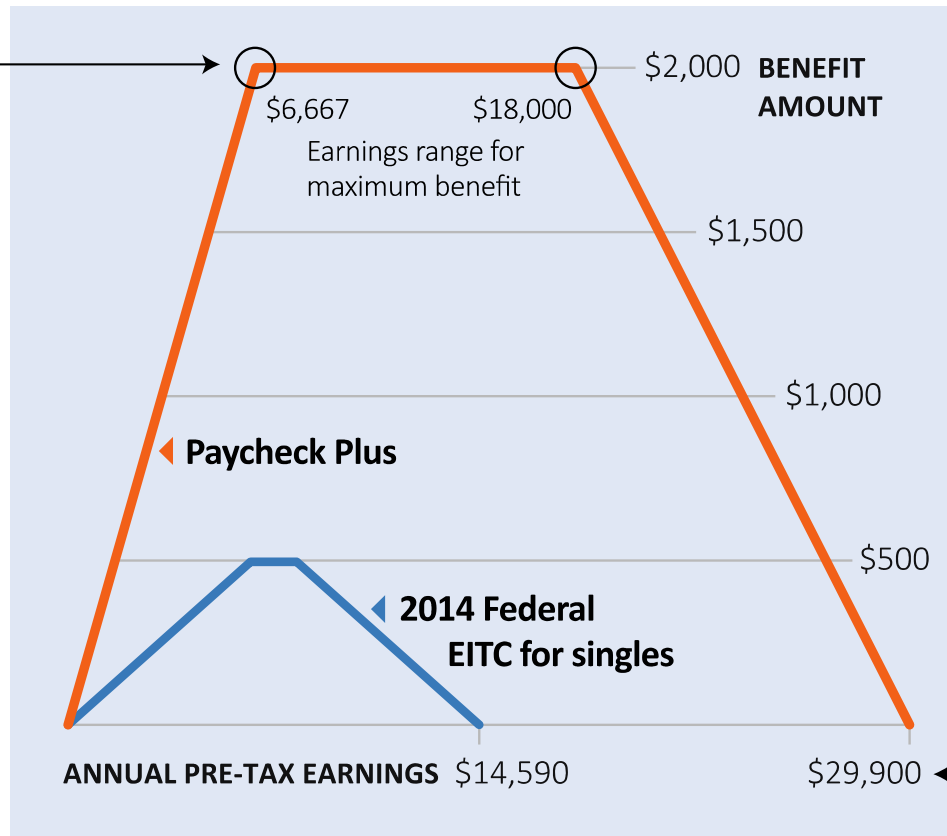 $2,000 BENEFIT
AMOUNT
$6,667 $18,000
Earnings range for
maximum benefit
$1,500
$1,000
Paycheck Plus
$500
2014 Federal
EITC for singles
ANNUAL PRE-TAX EARNINGS $14,590 $29,900